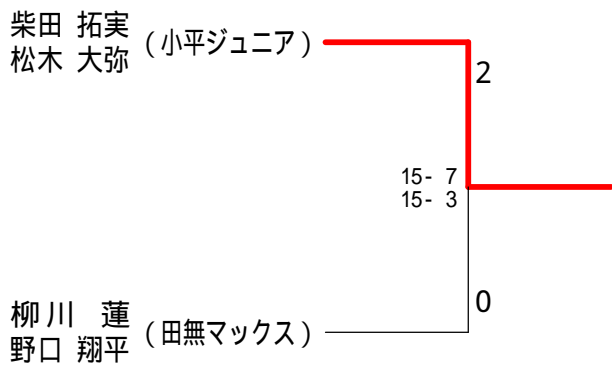 柴田 拓実
松木 大弥
(小平ジュニア)
2
15- 7
15- 3
0
柳川 蓮
野口 翔平
(田無マックス)